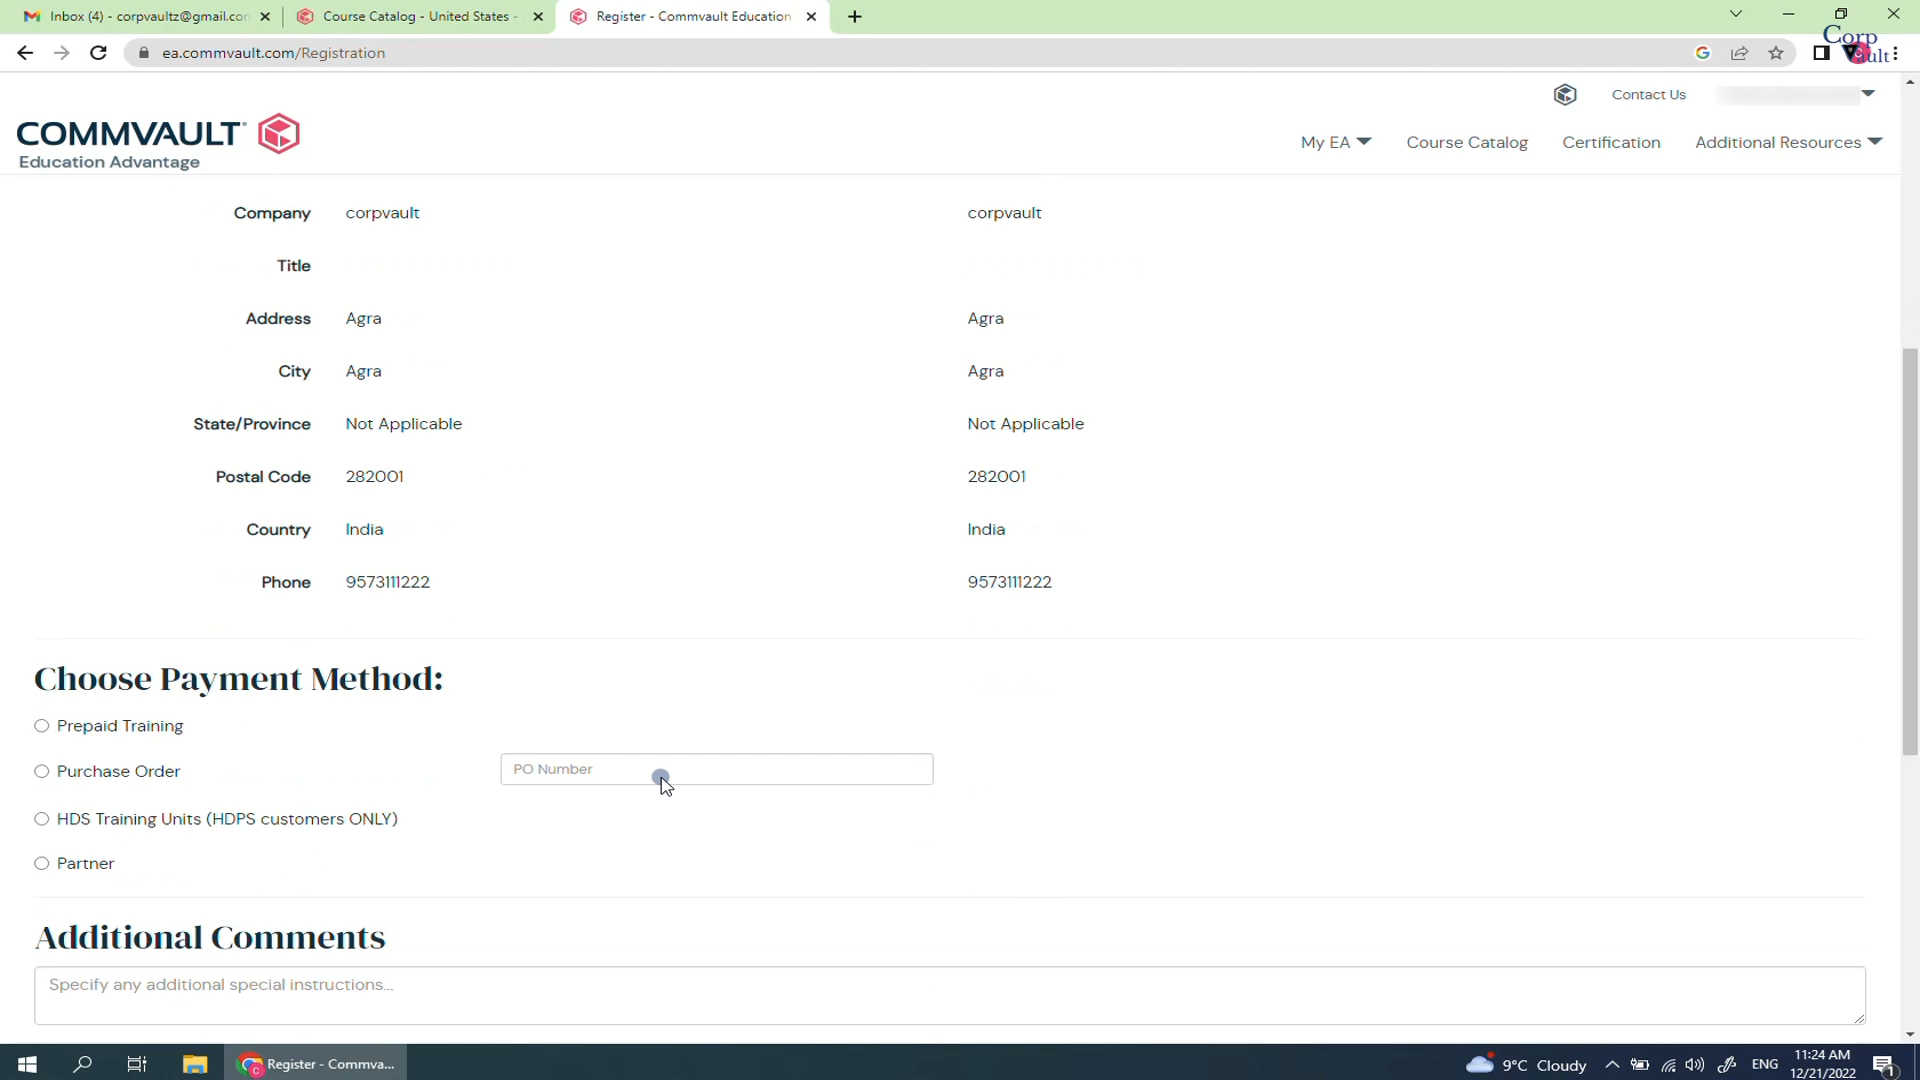 Inbox (4) - corpvaultz@gmail.con
Course Catalog - United States -
Register - Commvault Education
Corp
Vault
ea.commvault.com/Registration
Contact Us
COMMVAULT
Education Advantage
My EA
Course Catalog
Certification
Additional Resources
Company corpvault corpvault
Title
Address Agra Agra
City Agra Agra
State/Province Not Applicable Not Applicable
Postal Code 282001 282001
Country India India
Phone 9573111222 9573111222
Choose Payment Method:
Prepaid Training
Purchase Order PO Number
HDS Training Units (HDPS customers ONLY)
Partner
Additional Comments
Specify any additional special instructions...
Register - Commva...
9°C Cloudy
ENG
11:24 AM
12/21/2022
1